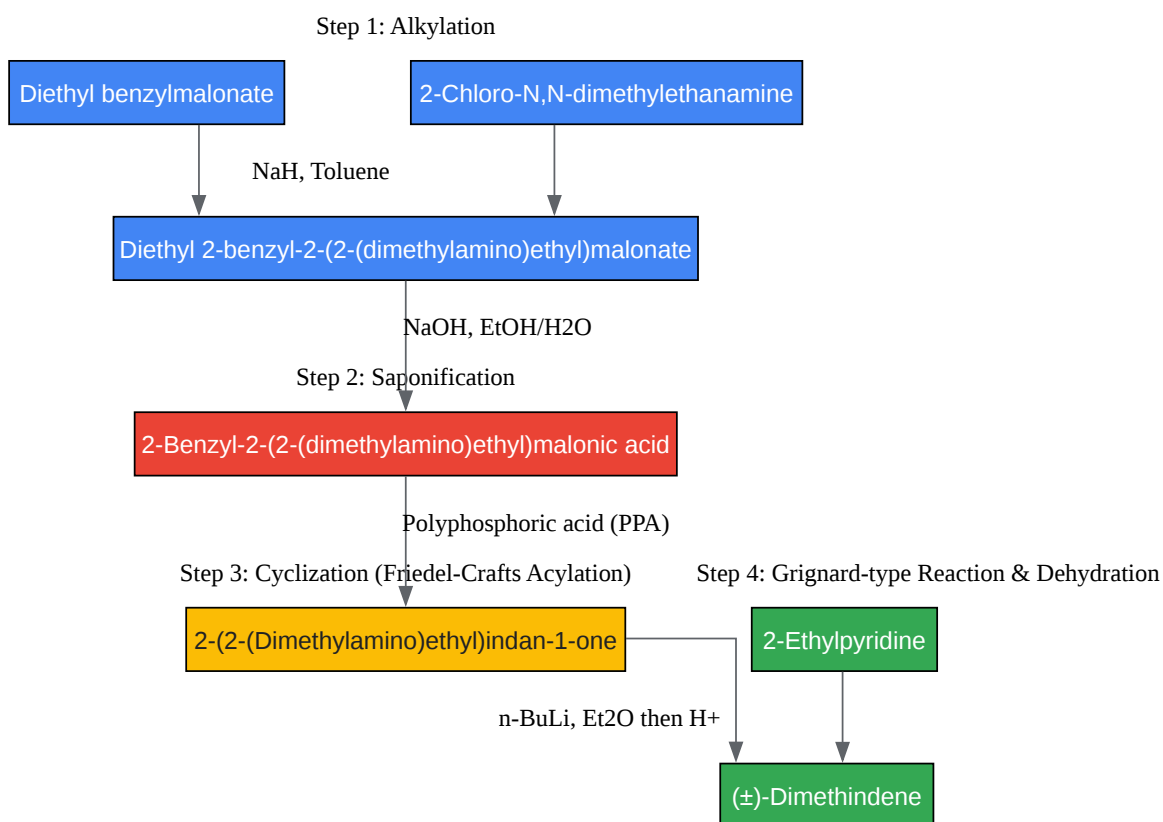 Step 1: Alkylation
Diethyl benzylmalonate
2-Chloro-N,N-dimethylethanamine
NaH, Toluene
Diethyl 2-benzyl-2-(2-(dimethylamino)ethyl)malonate
NaOH, EtOH/H2O
Step 2: Saponification
2-Benzyl-2-(2-(dimethylamino)ethyl)malonic acid
Polyphosphoric acid (PPA)
Step 3: Cyclization (Friedel-Crafts Acylation)
Step 4: Grignard-type Reaction & Dehydration
2-(2-(Dimethylamino)ethyl)indan-1-one
2-Ethylpyridine
n-BuLi, Et2O then H+
(±)-Dimethindene